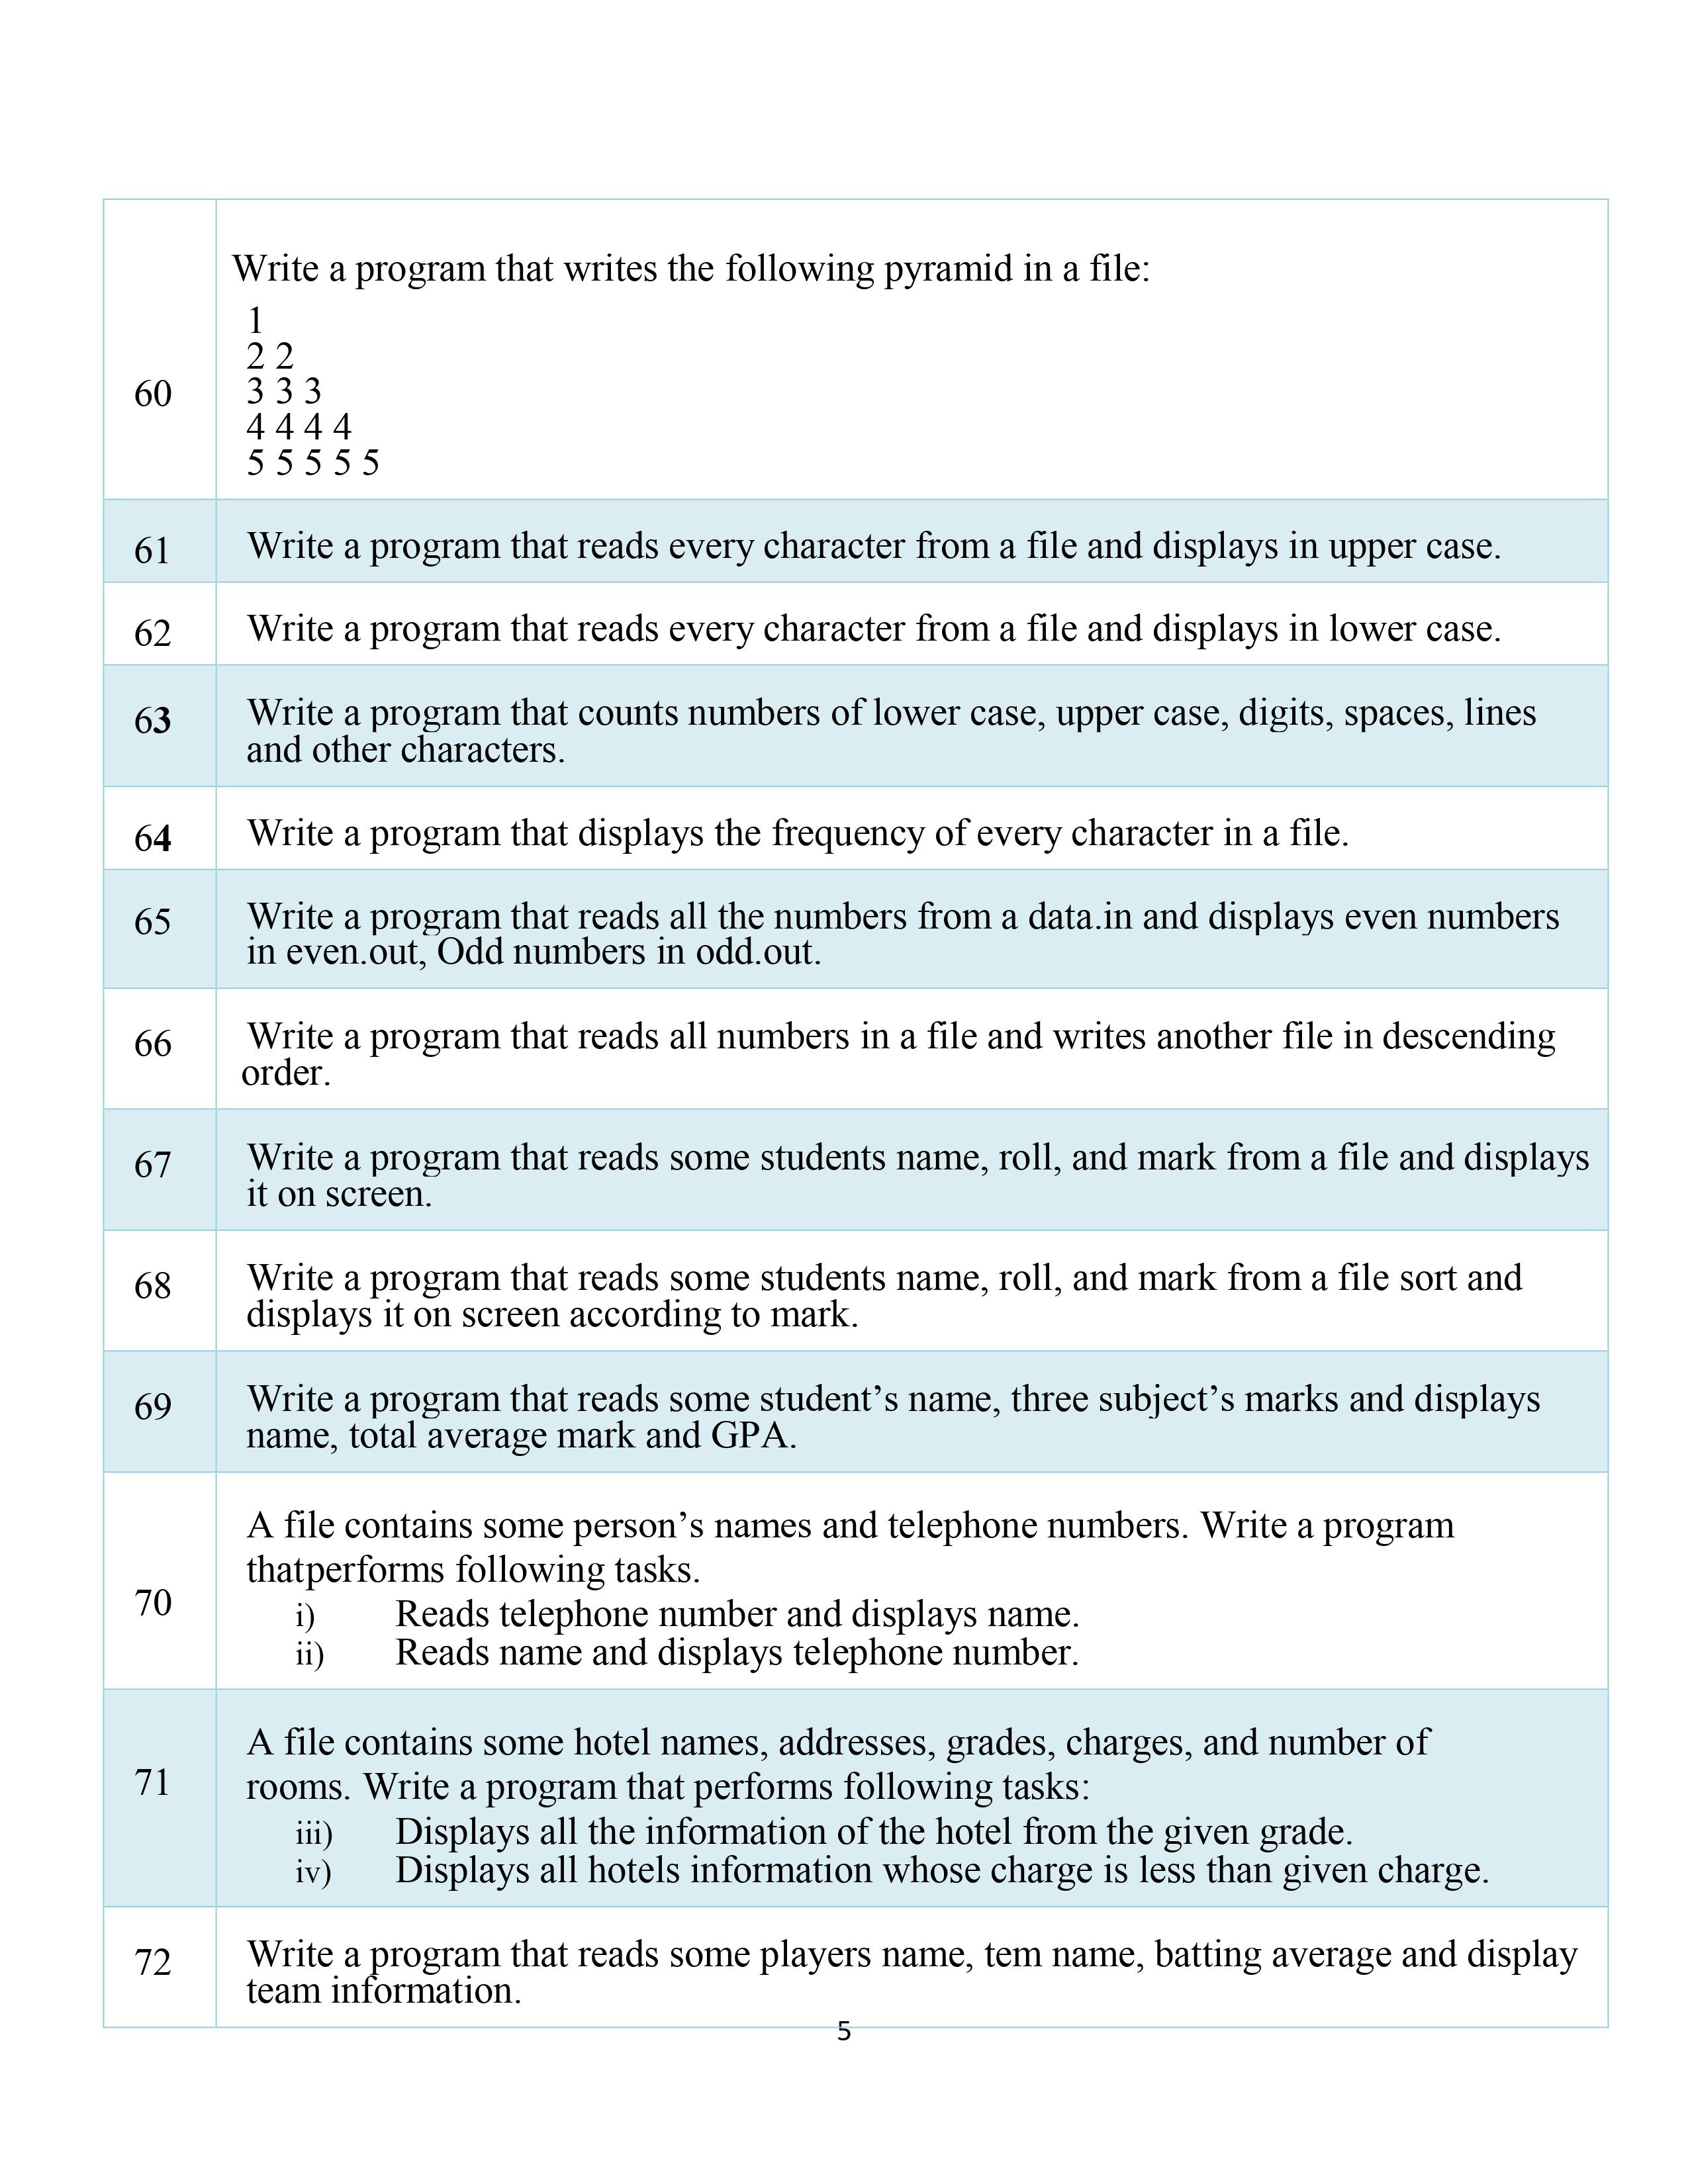 Write a program that writes the following pyramid in a file:
1
2 2
3 3 3
60
4 4 4 4
5 5 5 5 5
61 Write a program that reads every character from a file and displays in upper case.
62 Write a program that reads every character from a file and displays in lower case.
63 Write a program that counts numbers of lower case, upper case, digits, spaces, lines
and other characters.
64 Write a program that displays the frequency of every character in a file.
65 Write a program that reads all the numbers from a data.in and displays even numbers
in even.out, Odd numbers in odd.out.
66 Write a program that reads all numbers in a file and writes another file in descending
order.
67 Write a program that reads some students name, roll, and mark from a file and displays
it on screen.
68 Write a program that reads some students name, roll, and mark from a file sort and
displays it on screen according to mark.
69 Write a program that reads some student’s name, three subject’s marks and displays
name, total average mark and GPA.
70
A file contains some person’s names and telephone numbers. Write a program
thatperforms following tasks.
i) Reads telephone number and displays name.
ii) Reads name and displays telephone number.
71
A file contains some hotel names, addresses, grades, charges, and number of
rooms. Write a program that performs following tasks:
iii) Displays all the information of the hotel from the given grade.
iv) Displays all hotels information whose charge is less than given charge.
72 Write a program that reads some players name, tem name, batting average and display
team information.
5